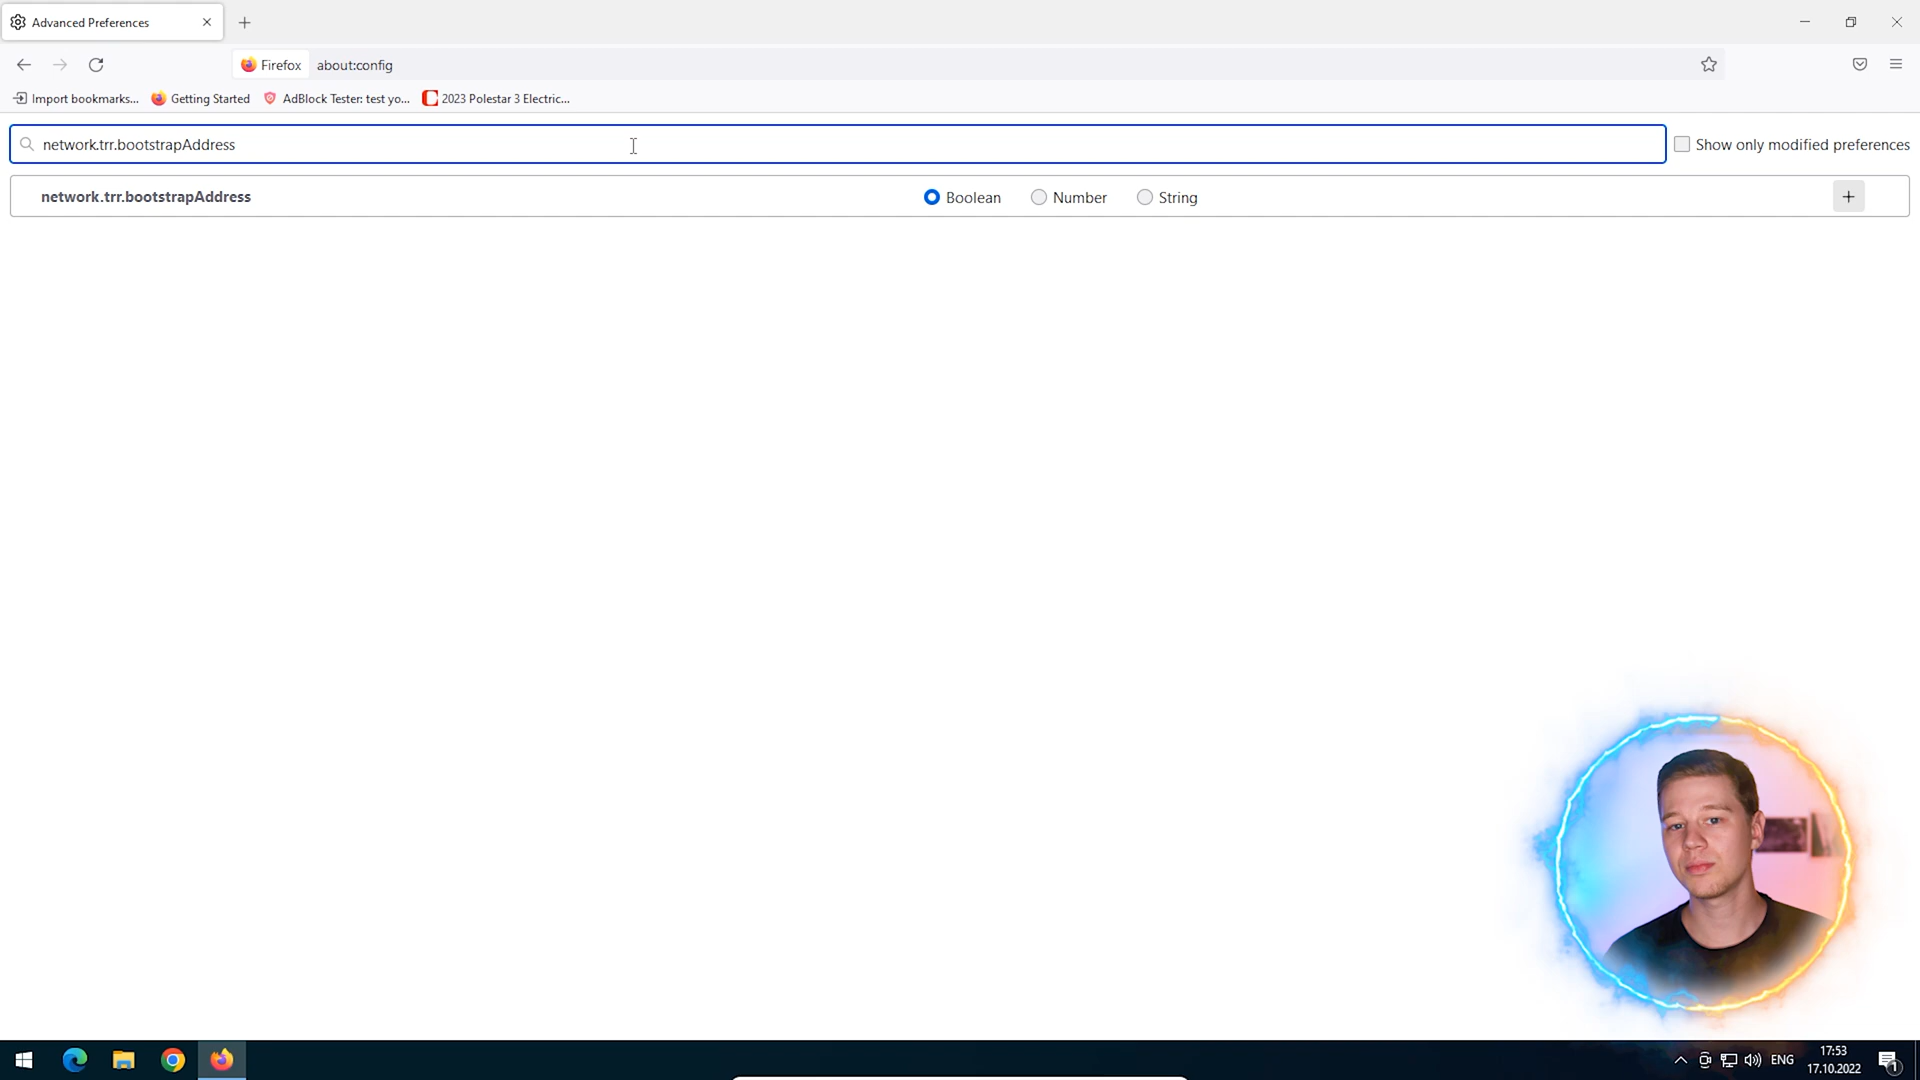 Advanced Preferences
Firefox about:config
Import bookmarks... Getting Started AdBlock Tester: test yo... 2023 Polestar 3 Electric...
network.trr.bootstrapAddress Show only modified preferences
network.trr.bootstrapAddress Boolean Number String
ENG 17:53
17.10.2022 1